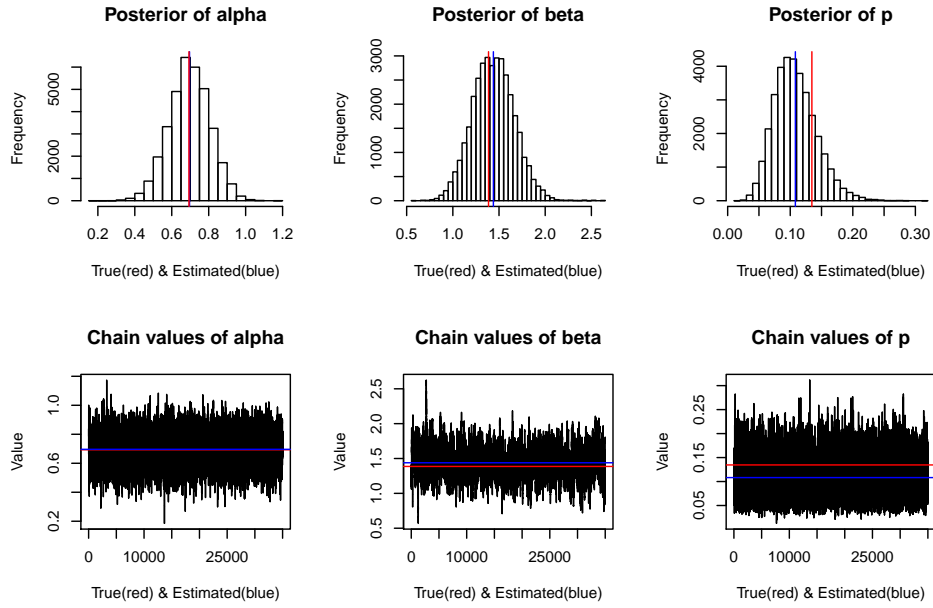 Posterior of alpha
Frequency
0 2000 5000
0.2 0.4 0.6 0.8 1.0 1.2
True(red) & Estimated(blue)
Posterior of beta
Frequency
0 1000 2000 3000
0.5 1.0 1.5 2.0 2.5
True(red) & Estimated(blue)
Posterior of p
Frequency
0 2000 4000
0.00 0.10 0.20 0.30
True(red) & Estimated(blue)
Chain values of alpha
Value
0.2 0.6 1.0
0 10000 25000
True(red) & Estimated(blue)
Chain values of beta
Value
0.5 1.0 1.5 2.0 2.5
0 10000 25000
True(red) & Estimated(blue)
Chain values of p
Value
0.05 0.15 0.25
0 10000 25000
True(red) & Estimated(blue)